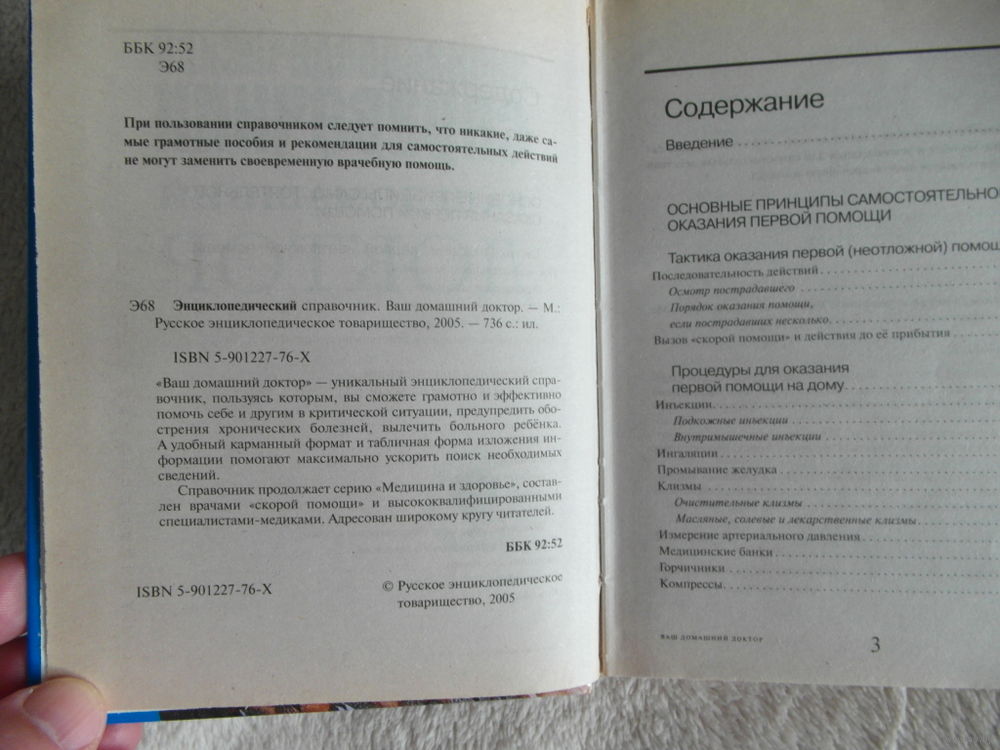 ББК 92:52
Э68
При пользовании справочником следует помнить, что никакие, даже са-
мые грамотные пособия и рекомендации для самостоятельных действий
не могут заменить своевременную врачебную помощь.
Э68 Энциклопедический справочник. Ваш домашний доктор. — М.:
Русское энциклопедическое товарищество, 2005. — 736 с.: ил.
ISBN 5-901227-76-X
«Ваш домашний доктор» — уникальный энциклопедический спра-
вочник, пользуясь которым, вы сможете грамотно и эффективно
помочь себе и другим в критической ситуации, предупредить обо-
стрения хронических болезней, вылечить больного ребёнка.
А удобный карманный формат и табличная форма изложения ин-
формации помогают максимально ускорить поиск необходимых
сведений.
Справочник продолжает серию «Медицина и здоровье», состав-
лен врачами «скорой помощи» и высококвалифицированными
специалистами-медиками. Адресован широкому кругу читателей.
ББК 92:52
ISBN 5-901227-76-X
© Русское энциклопедическое
товарищество, 2005
Содержание
Введение
ОСНОВНЫЕ ПРИНЦИПЫ САМОСТОЯТЕЛЬНО
ОКАЗАНИЯ ПЕРВОЙ ПОМОЩИ
Тактика оказания первой (неотложной) помощ
Последовательность действий
Осмотр пострадавшего
Порядок оказания помощи,
если пострадавших несколько
Вызов «скорой помощи» и действия до её прибытия
Процедуры для оказания
первой помощи на дому
Инъекции
Подкожные инъекции
Внутримышечные инъекции
Ингаляции
Промывание желудка
Клизмы
Очистительные клизмы
Масляные, солевые и лекарственные клизмы
Измерение артериального давления
Медицинские банки
Горчичники
Компрессы
ВАШ ДОМАШНИЙ ДОКТОР
3